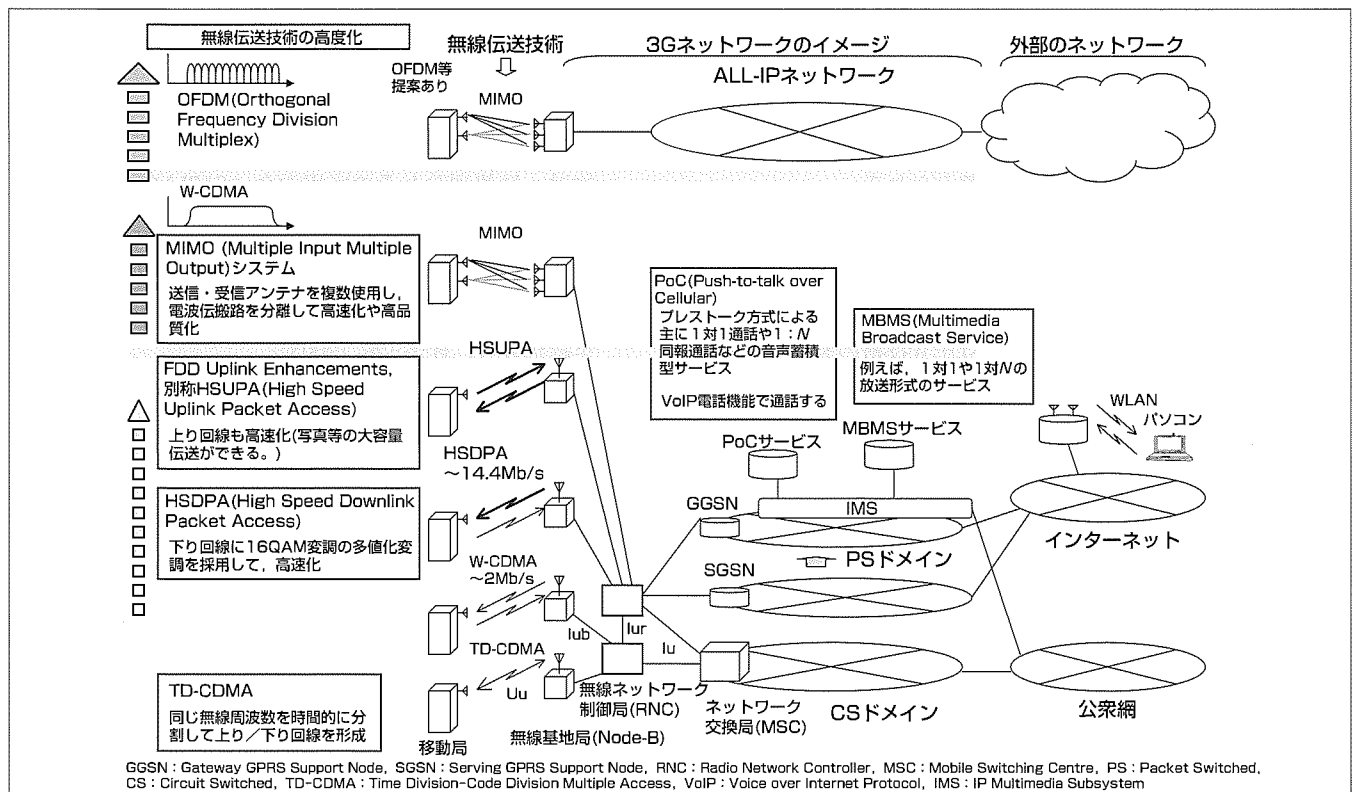 無線伝送技術の高度化
OFDM(Orthogonal
Frequency Division
Multiplex)
OFDM等
提案あり
無線伝送技術
MIMO
3Gネットワークのイメージ
ALL-IPネットワーク
外部のネットワーク
W-CDMA
MIMO (Multiple Input Multiple
Output)システム
送信・受信アンテナを複数使用し,
電波伝搬路を分離して高速化や高品
質化
MIMO
FDD Uplink Enhancements,
別称HSUPA(High Speed
Uplink Packet Access)
上り回線も高速化(写真等の大容量
伝送ができる。)
HSUPA
HSDPA(High Speed Downlink
Packet Access)
下り回線に16QAM変調の多値化変
調を採用して,高速化
HSDPA
～14.4Mb/s
W-CDMA
～2Mb/s
TD-CDMA
Uu
Iub
Iur
Iu
TD-CDMA
同じ無線周波数を時間的に分
割して上り/下り回線を形成
移動局
無線基地局(Node-B)
無線ネットワーク
制御局(RNC)
ネットワーク
交換局(MSC)
PoC(Push-to-talk over
Cellular)
プレストーク方式による
主に1対1通話や1:N
同報通話などの音声蓄積
型サービス
VoIP電話機能で通話する
MBMS(Multimedia
Broadcast Service)
例えば,1対1や1対Nの
放送形式のサービス
PoCサービス
MBMSサービス
WLAN
パソコン
GGSN
IMS
PSドメイン
SGSN
インターネット
CSドメイン
公衆網
GGSN : Gateway GPRS Support Node, SGSN : Serving GPRS Support Node, RNC : Radio Network Controller, MSC : Mobile Switching Centre, PS : Packet Switched,
CS : Circuit Switched, TD-CDMA : Time Division-Code Division Multiple Access, VoIP : Voice over Internet Protocol, IMS : IP Multimedia Subsystem